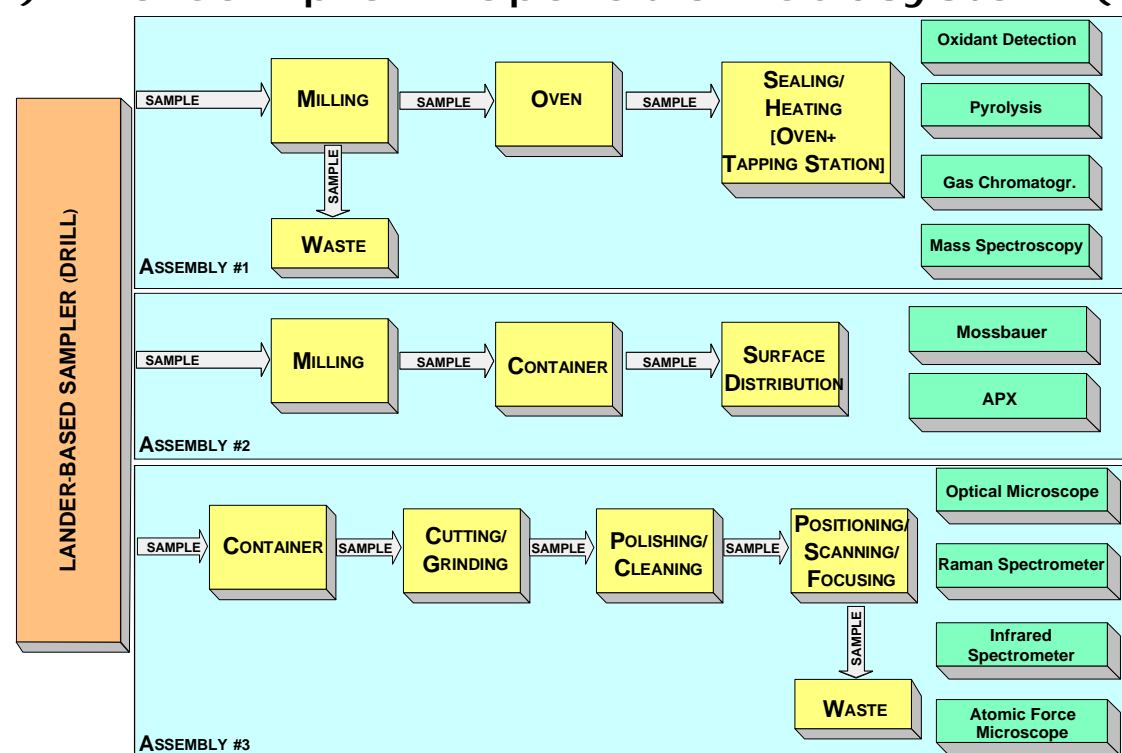 LANDER-BASED SAMPLER (DRILL)
SAMPLE
MILLING
SAMPLE
OVEN
SAMPLE
SEALING/
HEATING
[OVEN+
TAPPING STATION]
SAMPLE
WASTE
ASSEMBLY #1
Oxidant Detection
Pyrolysis
Gas Chromatogr.
Mass Spectroscopy
SAMPLE
MILLING
SAMPLE
CONTAINER
SAMPLE
SURFACE
DISTRIBUTION
ASSEMBLY #2
Mossbauer
APX
SAMPLE
CONTAINER
SAMPLE
CUTTING/
GRINDING
SAMPLE
POLISHING/
CLEANING
SAMPLE
POSITIONING/
SCANNING/
FOCUSING
SAMPLE
WASTE
ASSEMBLY #3
Optical Microscope
Raman Spectrometer
Infrared
Spectrometer
Atomic Force
Microscope